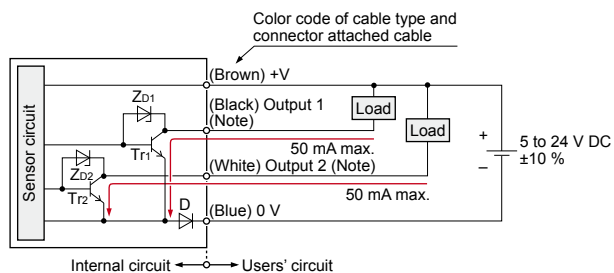 Color code of cable type and
connector attached cable
(Brown) +V
(Black) Output 1
(Note)
Load
Load
50 mA max.
(White) Output 2 (Note)
50 mA max.
(Blue) 0 V
Sensor circuit
ZD1
Tr1
ZD2
Tr2
D
+
−
5 to 24 V DC
±10 %
Internal circuit
Users' circuit